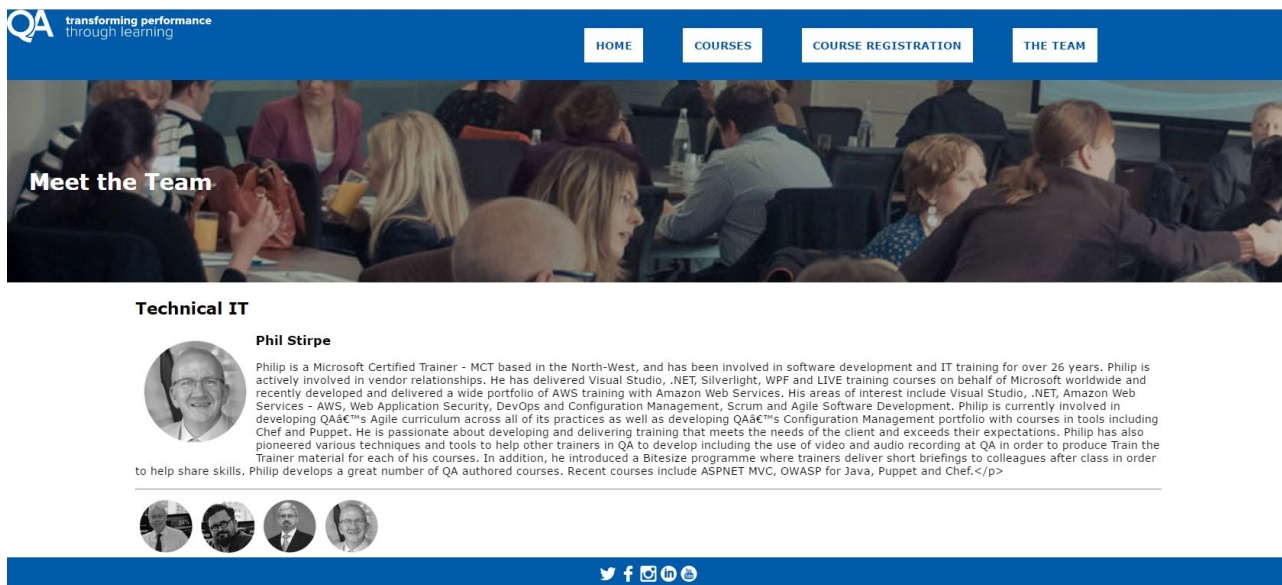 QA transforming performance
through learning
HOME COURSES COURSE REGISTRATION THE TEAM
Meet the Team
Technical IT
Phil Stirpe
Philip is a Microsoft Certified Trainer - MCT based in the North-West, and has been involved in software development and IT training for over 26 years. Philip is
actively involved in vendor relationships. He has delivered Visual Studio, .NET, Silverlight, WPF and LIVE training courses on behalf of Microsoft worldwide and
recently developed and delivered a wide portfolio of AWS training with Amazon Web Services. His areas of interest include Visual Studio, .NET, Amazon Web
Services - AWS, Web Application Security, DevOps and Configuration Management, Scrum and Agile Software Development. Philip is currently involved in
developing QAâ€™s Agile curriculum across all of its practices as well as developing QAâ€™s Configuration Management portfolio with courses in tools including
Chef and Puppet. He is passionate about developing and delivering training that meets the needs of the client and exceeds their expectations. Philip has also
pioneered various techniques and tools to help other trainers in QA to develop including the use of video and audio recording at QA in order to produce Train the
Trainer material for each of his courses. In addition, he introduced a Bitesize programme where trainers deliver short briefings to colleagues after class in order
to help share skills. Philip develops a great number of QA authored courses. Recent courses include ASPNET MVC, OWASP for Java, Puppet and Chef.</p>